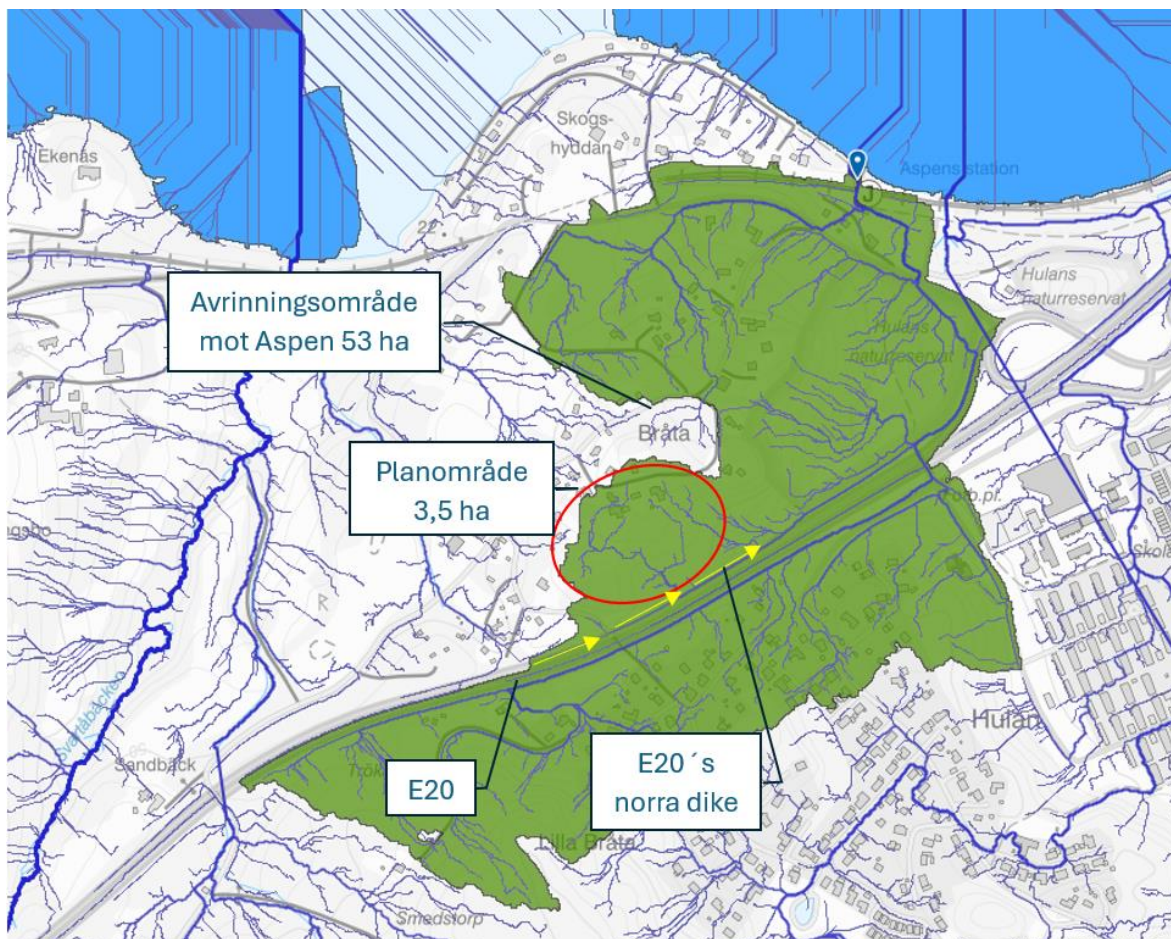 Ekenäs
Skogs-
hyddan
Aspens station
J
22
Hulans
naturreservat
Avrinningsområde
mot Aspen 53 ha
Hulans
naturreservat
Bråta
Planområde
3,5 ha
Svartåbäcken
Sandbäck
E20
E20 ´s
norra dike
Hulan
Lilla Bråta
Smedstorp